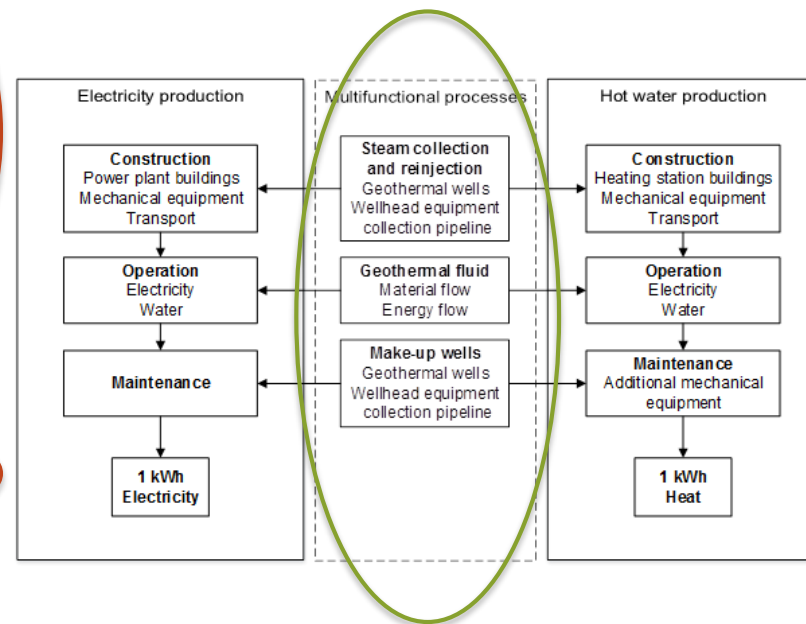 Electricity production
Construction
Power plant buildings
Mechanical equipment
Transport
Operation
Electricity
Water
Maintenance
1 kWh
Electricity
Multifunctional processes
Steam collection
and reinjection
Geothermal wells
Wellhead equipment
collection pipeline
Geothermal fluid
Material flow
Energy flow
Make-up wells
Geothermal wells
Wellhead equipment
collection pipeline
Hot water production
Construction
Heating station buildings
Mechanical equipment
Transport
Operation
Electricity
Water
Maintenance
Additional mechanical
equipment
1 kWh
Heat